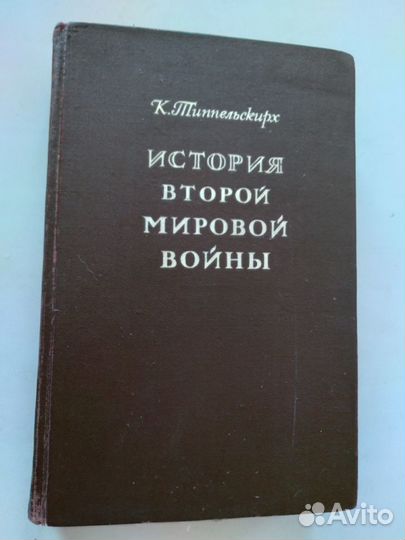 К. Типпельскирх
ИСТОРИЯ
ВТОРОЙ
МИРОВОЙ
ВОЙНЫ
Avito